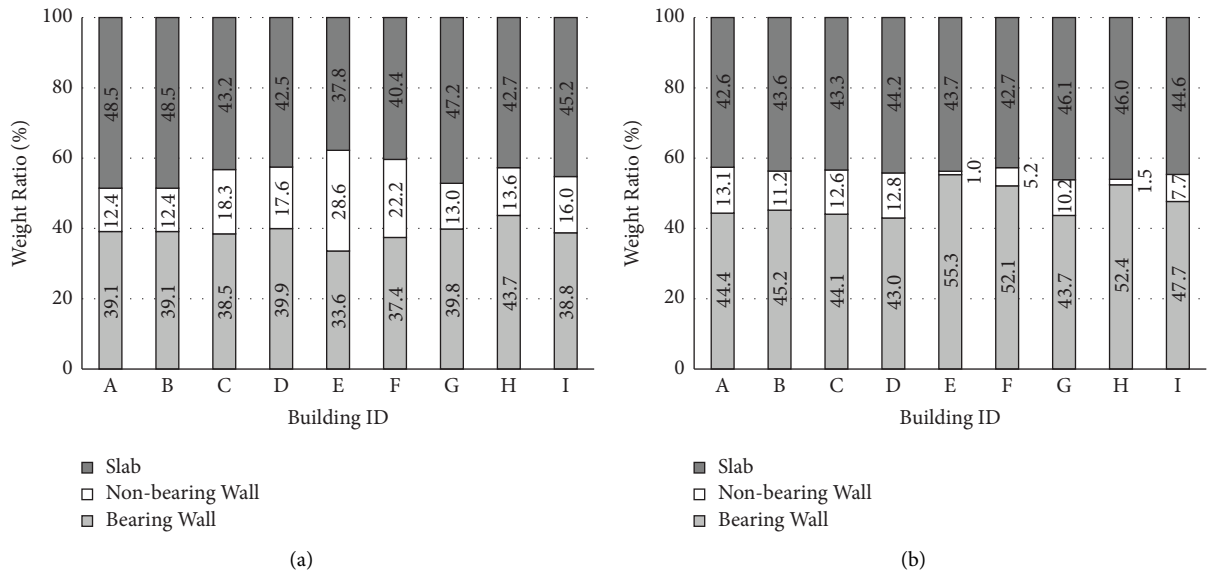 100
80
60
40
20
0
Weight Ratio (%)
48.5 48.5 43.2 42.5 37.8 40.4 47.2 42.7 45.2
12.4 12.4 18.3 17.6 28.6 22.2 13.0 13.6 16.0
39.1 39.1 38.5 39.9 33.6 37.4 39.8 43.7 38.8
A B C D E F G H I
Building ID
Slab
Non-bearing Wall
Bearing Wall
(a)
100
80
60
40
20
0
Weight Ratio (%)
42.6 43.6 43.3 44.2 43.7 42.7 46.1 46.0 44.6
13.1 11.2 12.6 12.8 1.0 5.2 10.2 1.5 7.7
44.4 45.2 44.1 43.0 55.3 52.1 43.7 52.4 47.7
A B C D E F G H I
Building ID
Slab
Non-bearing Wall
Bearing Wall
(b)